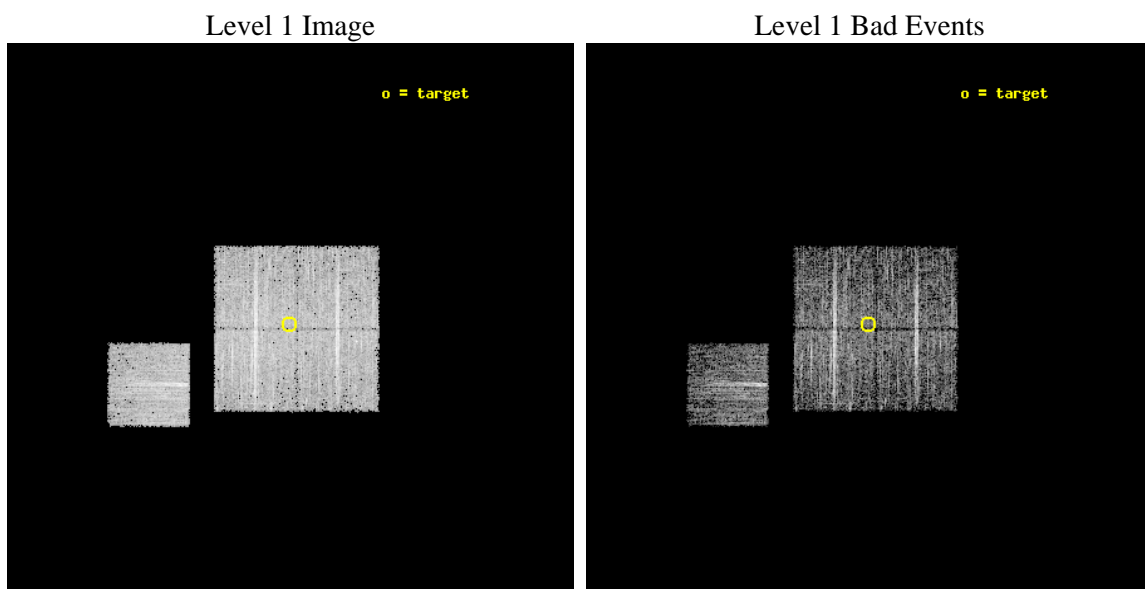 Level 1 Image
Level 1 Bad Events
o = target
o = target